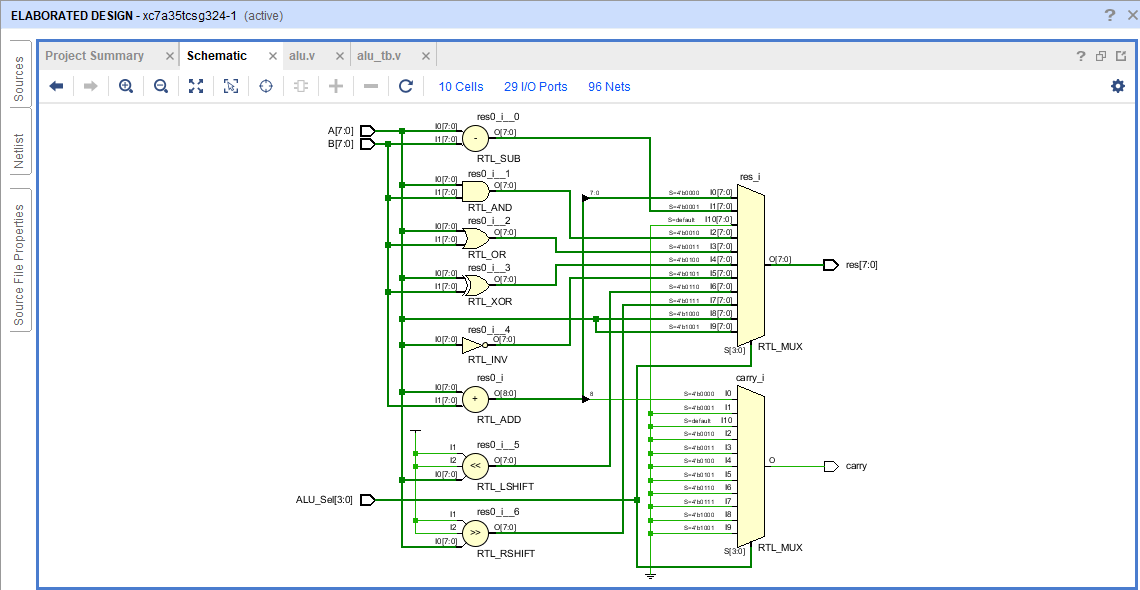 ELABORATED DESIGN - xc7a35tcsg324-1 (active)
Sources
Netlist
Source File Properties
Project Summary
Schematic
alu.v
alu_tb.v
10 Cells 29 I/O Ports 96 Nets
A[7:0]
B[7:0]
ALU_Sel[3:0]
res0_i__0
I0[7:0]
I1[7:0]
-
O[7:0]
RTL_SUB
res0_i__1
I0[7:0]
I1[7:0]
O[7:0]
RTL_AND
res0_i__2
I0[7:0]
I1[7:0]
O[7:0]
RTL_OR
res0_i__3
I0[7:0]
I1[7:0]
O[7:0]
RTL_XOR
res0_i__4
I0[7:0]
O[7:0]
RTL_INV
res0_i
I0[7:0]
I1[7:0]
+
O[8:0]
RTL_ADD
res0_i__5
I1
I2
I0[7:0]
<<
O[7:0]
RTL_LSHIFT
res0_i__6
I1
I2
I0[7:0]
>>
O[7:0]
RTL_RSHIFT
7:0
8
res_i
S=4'b0000 I0[7:0]
S=4'b0001 I1[7:0]
S=default I10[7:0]
S=4'b0010 I2[7:0]
S=4'b0011 I3[7:0]
S=4'b0100 I4[7:0]
S=4'b0101 I5[7:0]
S=4'b0110 I6[7:0]
S=4'b0111 I7[7:0]
S=4'b1000 I8[7:0]
S=4'b1001 I9[7:0]
S[3:0]
O[7:0]
RTL_MUX
res[7:0]
carry_i
S=4'b0000 I0
S=4'b0001 I1
S=default I10
S=4'b0010 I2
S=4'b0011 I3
S=4'b0100 I4
S=4'b0101 I5
S=4'b0110 I6
S=4'b0111 I7
S=4'b1000 I8
S=4'b1001 I9
S[3:0]
O
RTL_MUX
carry